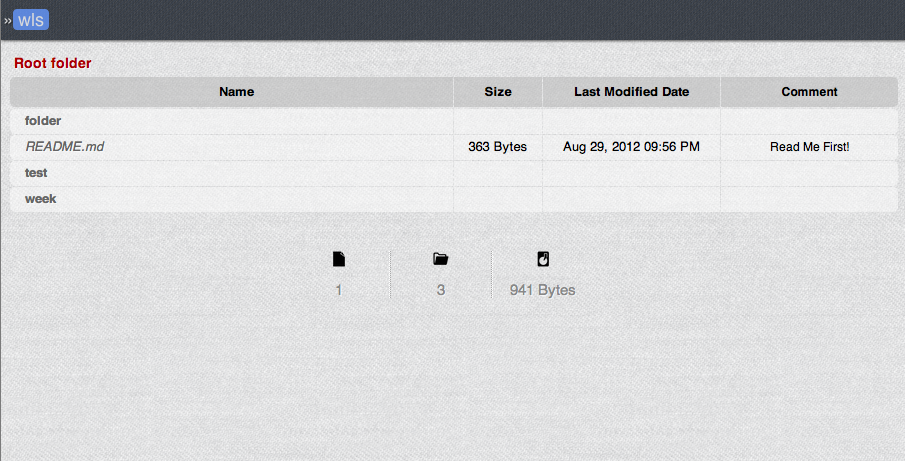 »wls
Root folder
Name Size Last Modified Date Comment
folder
README.md 363 Bytes Aug 29, 2012 09:56 PM Read Me First!
test
week
1 3 941 Bytes